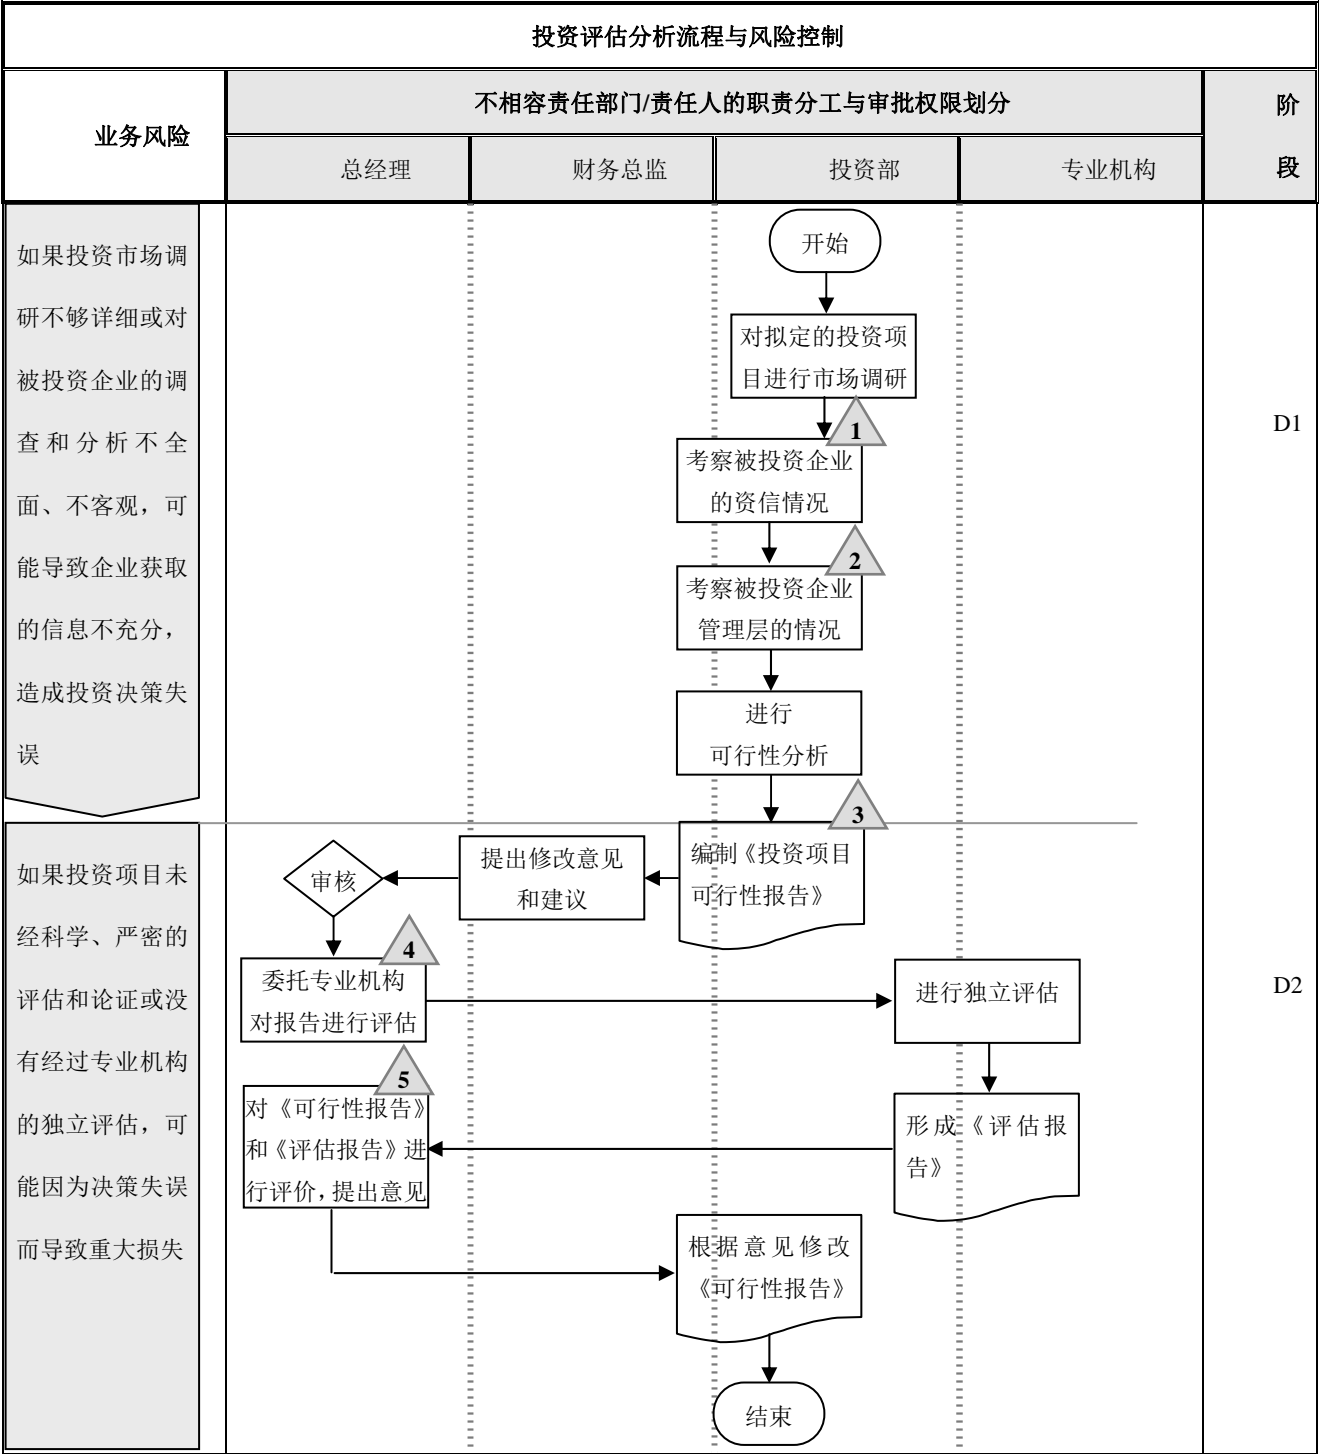 投资评估分析流程与风险控制
业务风险
不相容责任部门/责任人的职责分工与审批权限划分
阶
段
总经理
财务总监
投资部
专业机构
如果投资市场调
研不够详细或对
被投资企业的调
查和分析不全
面、不客观，可
能导致企业获取
的信息不充分，
造成投资决策失
误
开始
对拟定的投资项
目进行市场调研
1
考察被投资企业
的资信情况
2
考察被投资企业
管理层的情况
进行
可行性分析
D1
如果投资项目未
经科学、严密的
评估和论证或没
有经过专业机构
的独立评估，可
能因为决策失误
而导致重大损失
3
编制《投资项目
可行性报告》
提出修改意见
和建议
审核
4
委托专业机构
对报告进行评估
进行独立评估
形成《评估报
告》
5
对《可行性报告》
和《评估报告》进
行评价，提出意见
根据意见修改
《可行性报告》
结束
D2